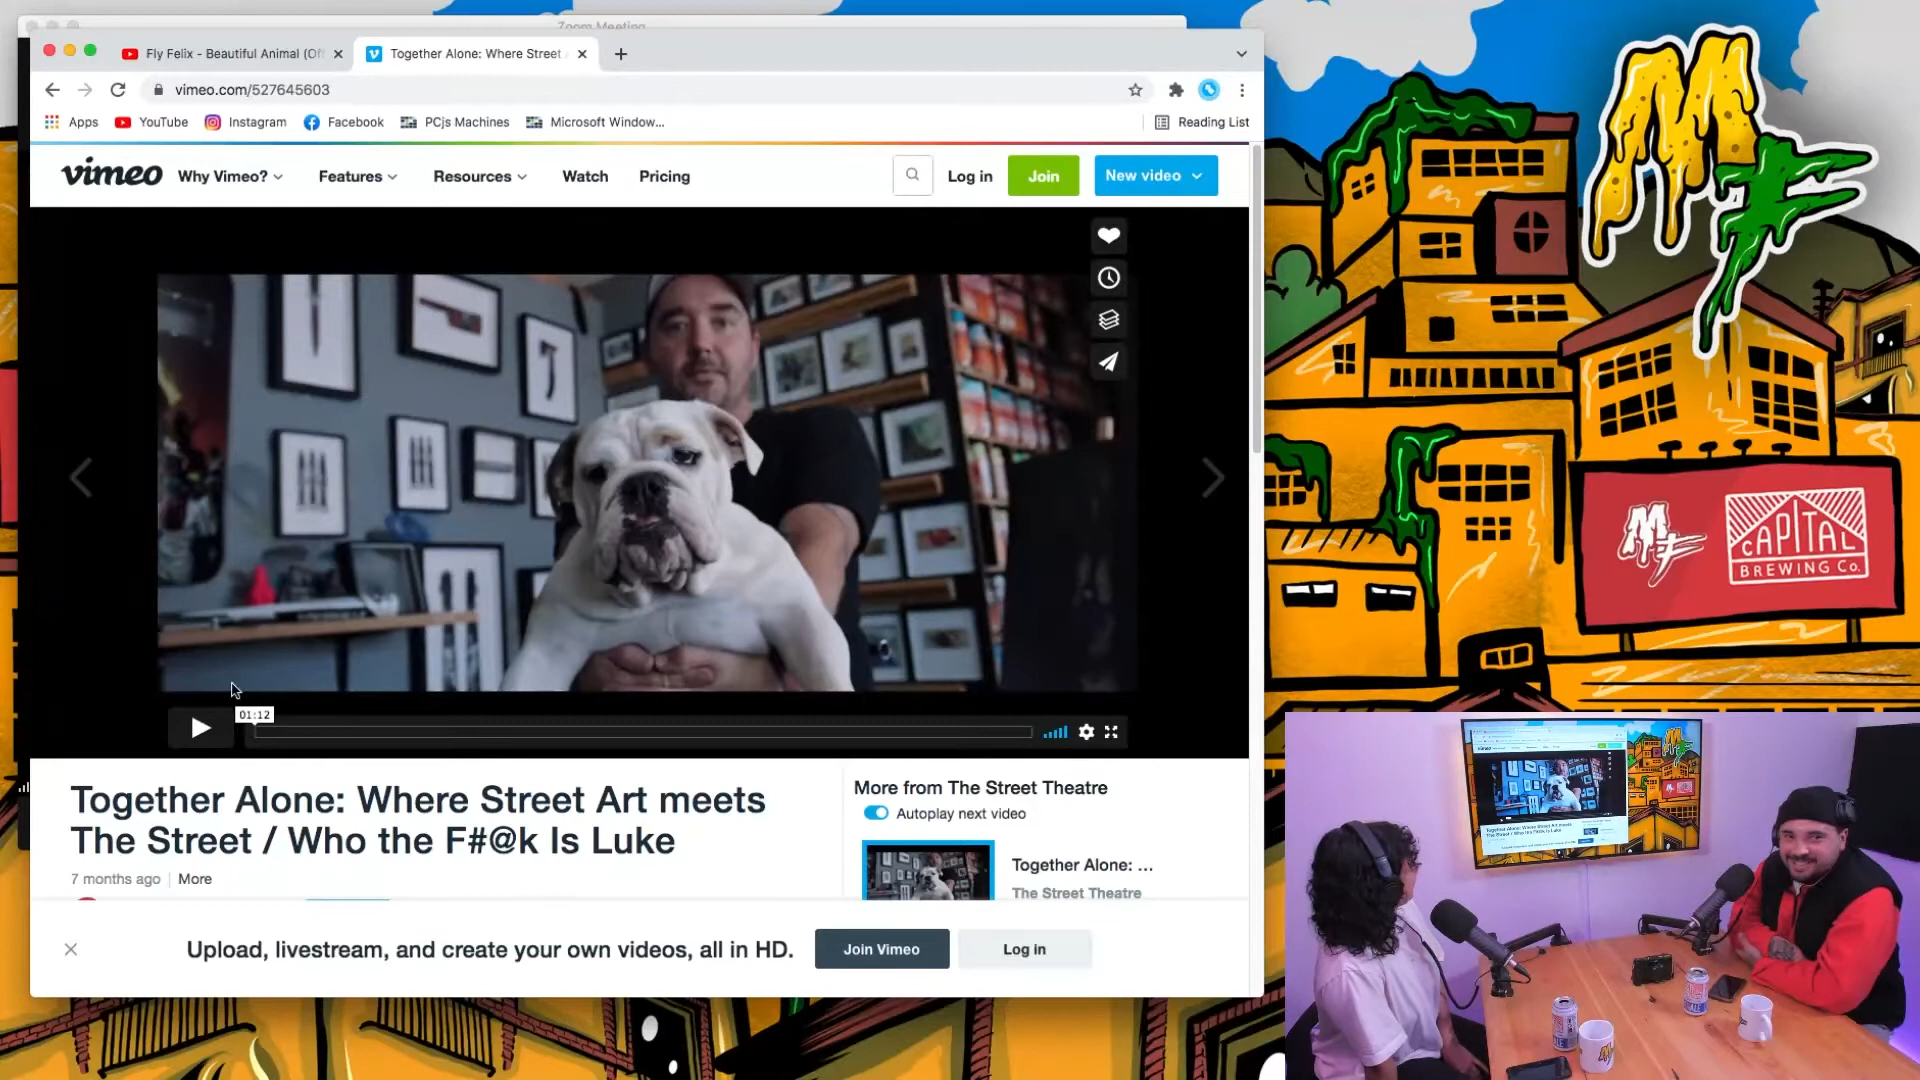 Zoom Meeting
Fly Felix - Beautiful Animal (Of
Together Alone: Where Street
vimeo.com/527645603
Apps
YouTube
Instagram
Facebook
PCjs Machines
Microsoft Window...
Reading List
vimeo
Why Vimeo?
Features
Resources
Watch
Pricing
Log in
Join
New video
01:12
Together Alone: Where Street Art meets
The Street / Who the F#@k Is Luke
7 months ago
More
More from The Street Theatre
Autoplay next video
Together Alone: ...
The Street Theatre
Upload, livestream, and create your own videos, all in HD.
Join Vimeo
Log in
MF
MF
CAPITAL
BREWING Co.